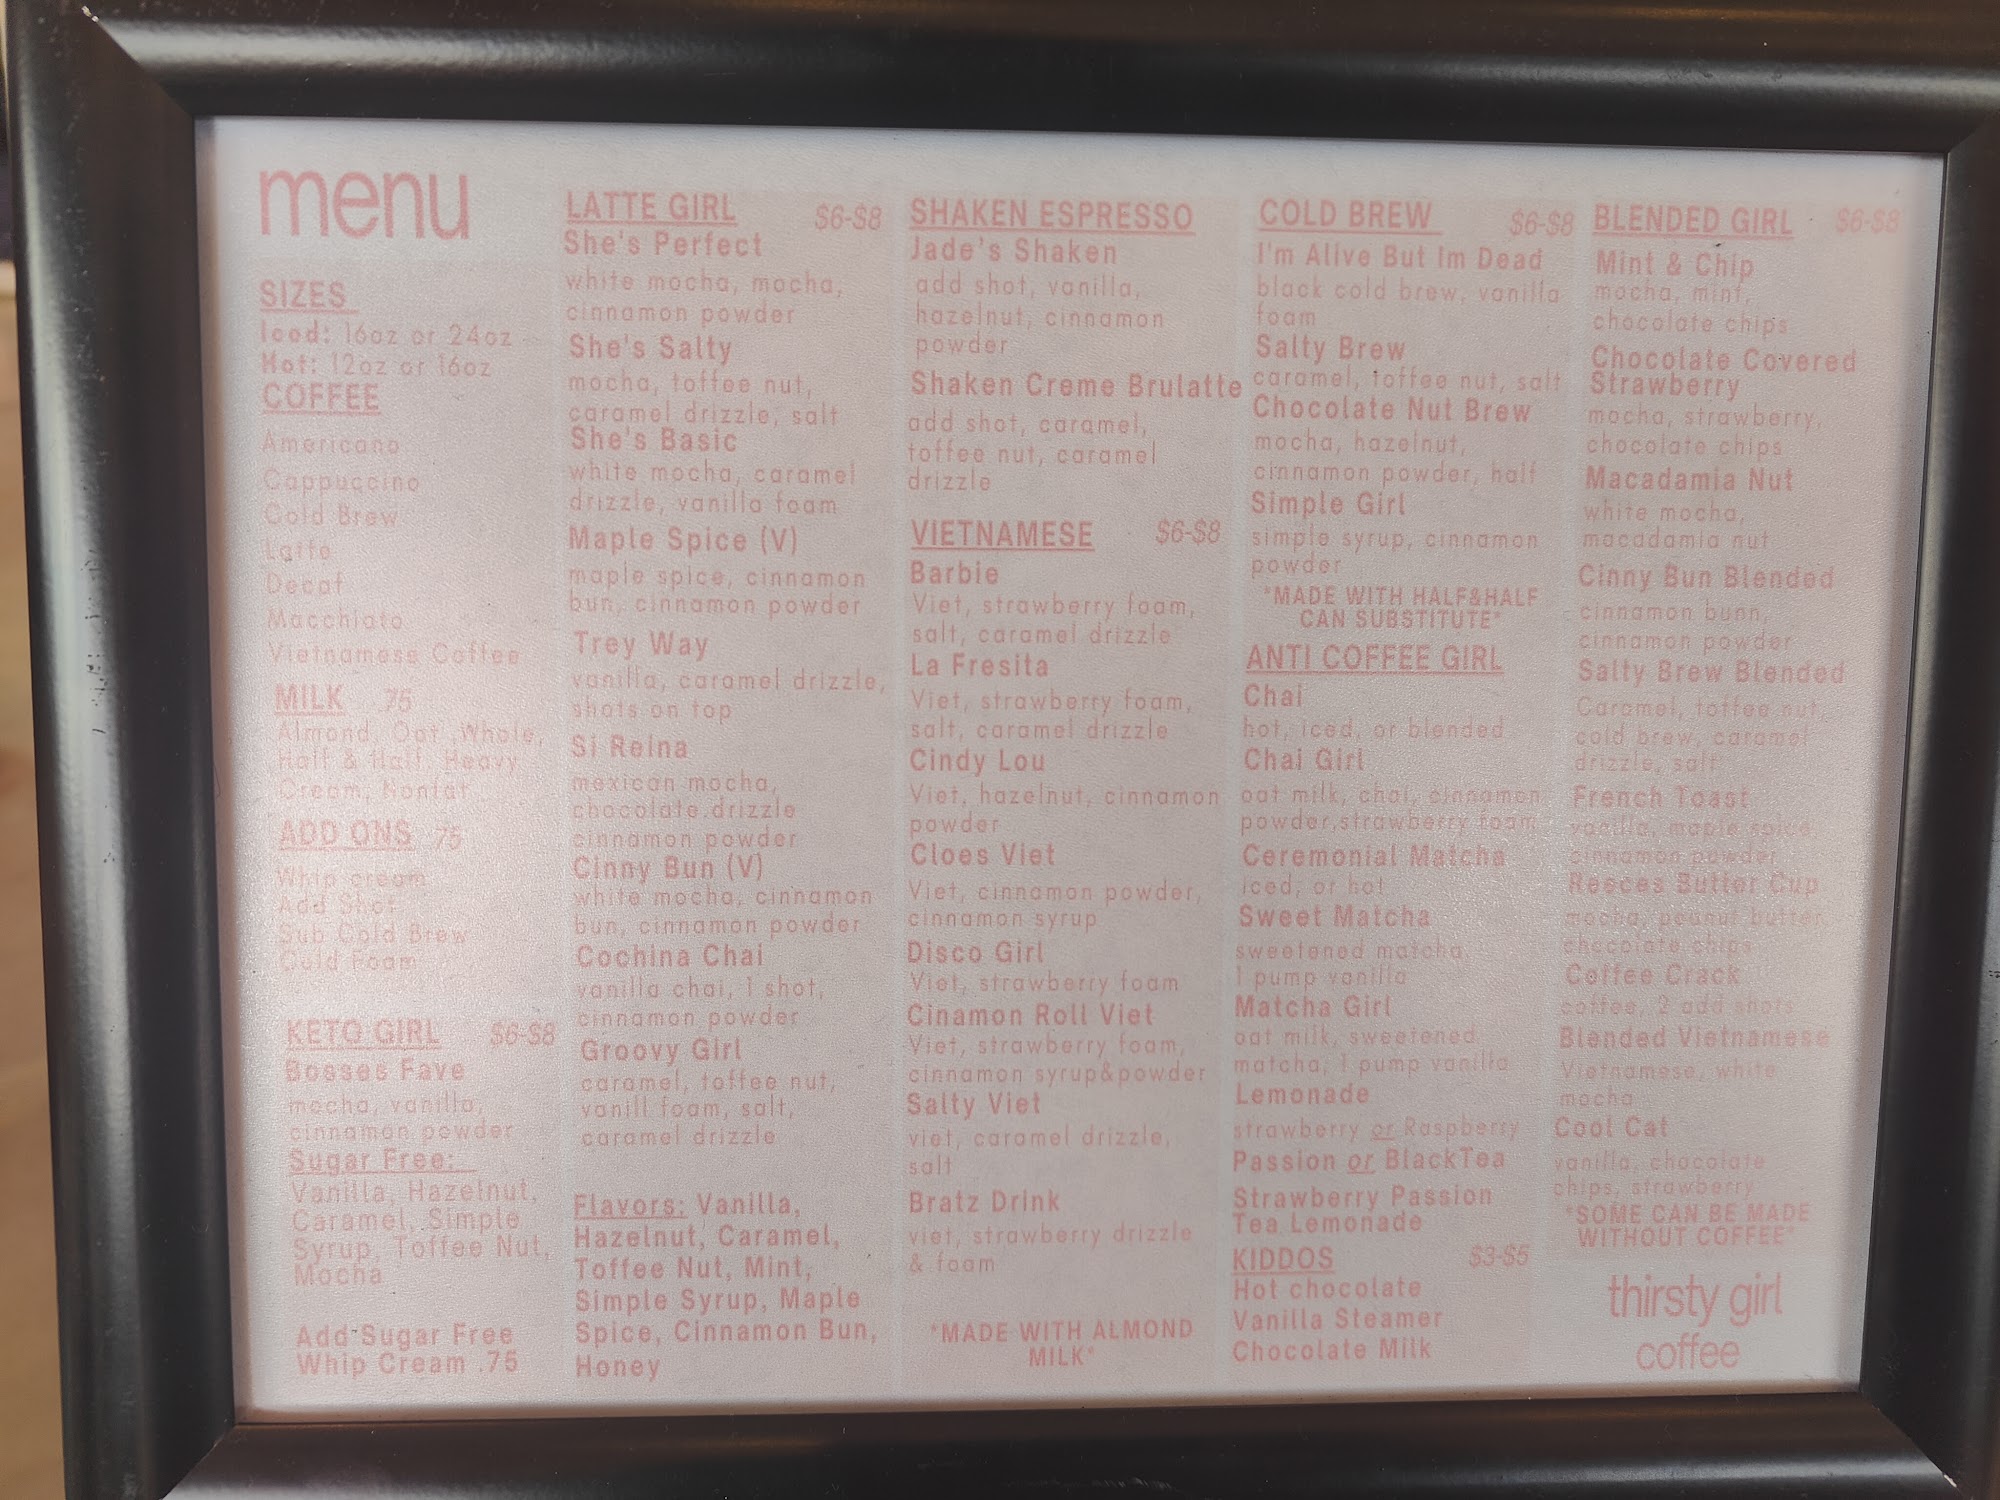 menu
SIZES
Iced: 16oz or 24oz
Hot: 12oz or 16oz
COFFEE
Americano
Cappuccino
Cold Brew
Latte
Decaf
Macchiato
Vietnamese Coffee
MILK .75
Almond, Oat ,Whole,
Half & Half, Heavy
Cream, Nonfat
ADD ONS .75
Whip cream
Add Shot
Sub Cold Brew
Cold Foam
KETO GIRL $6-$8
Bosses Fave
mocha, vanilla,
cinnamon powder
Sugar Free:
Vanilla, Hazelnut,
Caramel, Simple
Syrup, Toffee Nut,
Mocha
Add Sugar Free
Whip Cream .75
LATTE GIRL $6-$8
She's Perfect
white mocha, mocha,
cinnamon powder
She's Salty
mocha, toffee nut,
caramel drizzle, salt
She's Basic
white mocha, caramel
drizzle, vanilla foam
Maple Spice (V)
maple spice, cinnamon
bun, cinnamon powder
Trey Way
vanilla, caramel drizzle,
shots on top
Si Reina
mexican mocha,
chocolate drizzle
cinnamon powder
Cinny Bun (V)
white mocha, cinnamon
bun, cinnamon powder
Cochina Chai
vanilla chai, 1 shot,
cinnamon powder
Groovy Girl
caramel, toffee nut,
vanill foam, salt,
caramel drizzle
Flavors: Vanilla,
Hazelnut, Caramel,
Toffee Nut, Mint,
Simple Syrup, Maple
Spice, Cinnamon Bun,
Honey
SHAKEN ESPRESSO
Jade's Shaken
add shot, vanilla,
hazelnut, cinnamon
powder
Shaken Creme Brulatte
add shot, caramel,
toffee nut, caramel
drizzle
VIETNAMESE $6-$8
Barbie
Viet, strawberry foam,
salt, caramel drizzle
La Fresita
Viet, strawberry foam,
salt, caramel drizzle
Cindy Lou
Viet, hazelnut, cinnamon
powder
Cloes Viet
Viet, cinnamon powder,
cinnamon syrup
Disco Girl
Viet, strawberry foam
Cinamon Roll Viet
Viet, strawberry foam,
cinnamon syrup&powder
Salty Viet
viet, caramel drizzle,
salt
Bratz Drink
viet, strawberry drizzle
& foam
*MADE WITH ALMOND
MILK*
COLD BREW $6-$8
I'm Alive But Im Dead
black cold brew, vanilla
foam
Salty Brew
caramel, toffee nut, salt
Chocolate Nut Brew
mocha, hazelnut,
cinnamon powder, half
Simple Girl
simple syrup, cinnamon
powder
*MADE WITH HALF&HALF
CAN SUBSTITUTE*
ANTI COFFEE GIRL
Chai
hot, iced, or blended
Chai Girl
oat milk, chai, cinnamon
powder,strawberry foam
Ceremonial Matcha
iced, or hot
Sweet Matcha
sweetened matcha,
1 pump vanilla
Matcha Girl
oat milk, sweetened
matcha, 1 pump vanilla
Lemonade
strawberry or Raspberry
Passion or BlackTea
Strawberry Passion
Tea Lemonade
KIDDOS $3-$5
Hot chocolate
Vanilla Steamer
Chocolate Milk
BLENDED GIRL $6-$8
Mint & Chip
mocha, mint,
chocolate chips
Chocolate Covered
Strawberry
mocha, strawberry,
chocolate chips
Macadamia Nut
white mocha,
macadamia nut
Cinny Bun Blended
cinnamon bunn,
cinnamon powder
Salty Brew Blended
Caramel, toffee nut,
cold brew, caramel
drizzle, salt
French Toast
vanilla, maple spice,
cinnamon powder
Reeces Butter Cup
mocha, peanut butter,
chocolate chips
Coffee Crack
coffee, 2 add shots
Blended Vietnamese
Vietnamese, white
mocha
Cool Cat
vanilla, chocolate
chips, strawberry
*SOME CAN BE MADE
WITHOUT COFFEE*
thirsty girl
coffee